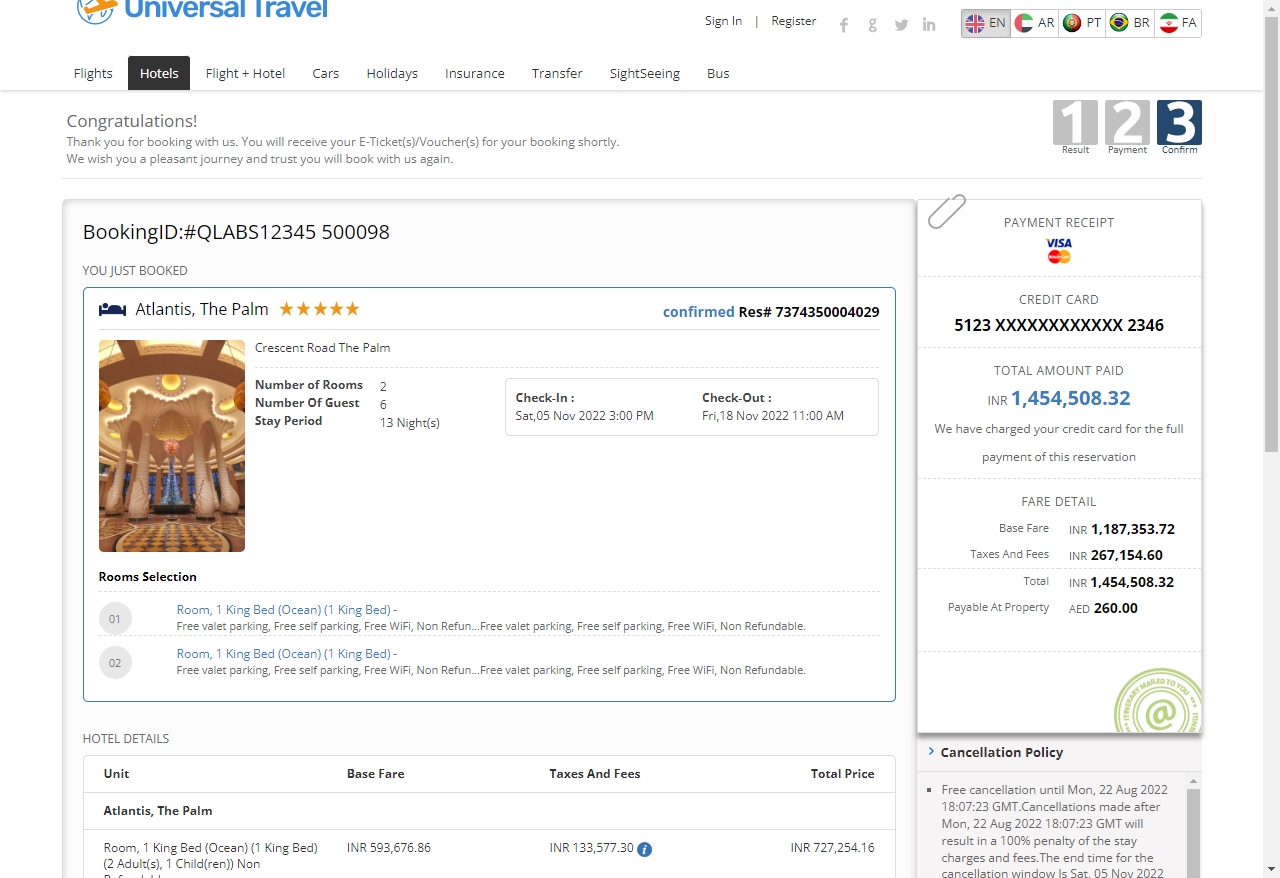 Universal Travel
Sign In | Register
EN AR PT BR FA
Flights Hotels Flight + Hotel Cars Holidays Insurance Transfer SightSeeing Bus
Congratulations!
Thank you for booking with us. You will receive your E-Ticket(s)/Voucher(s) for your booking shortly.
We wish you a pleasant journey and trust you will book with us again.
1 2 3
Result Payment Confirm
BookingID:#QLABS12345 500098
YOU JUST BOOKED
Atlantis, The Palm
confirmed Res# 7374350004029
Crescent Road The Palm
Number of Rooms 2
Number Of Guest 6
Stay Period 13 Night(s)
Check-In :
Sat,05 Nov 2022 3:00 PM
Check-Out :
Fri,18 Nov 2022 11:00 AM
Rooms Selection
01 Room, 1 King Bed (Ocean) (1 King Bed) -
Free valet parking, Free self parking, Free WiFi, Non Refun...Free valet parking, Free self parking, Free WiFi, Non Refundable.
02 Room, 1 King Bed (Ocean) (1 King Bed) -
Free valet parking, Free self parking, Free WiFi, Non Refun...Free valet parking, Free self parking, Free WiFi, Non Refundable.
HOTEL DETAILS
Unit Base Fare Taxes And Fees Total Price
Atlantis, The Palm
Room, 1 King Bed (Ocean) (1 King Bed) INR 593,676.86 INR 133,577.30 INR 727,254.16
(2 Adult(s), 1 Child(ren)) Non
PAYMENT RECEIPT
VISA
MasterCard
CREDIT CARD
5123 XXXXXXXXXXXX 2346
TOTAL AMOUNT PAID
INR 1,454,508.32
We have charged your credit card for the full
payment of this reservation
FARE DETAIL
Base Fare INR 1,187,353.72
Taxes And Fees INR 267,154.60
Total INR 1,454,508.32
Payable At Property AED 260.00
ITINERARY MAILED TO YOU
@
Cancellation Policy
Free cancellation until Mon, 22 Aug 2022
18:07:23 GMT.Cancellations made after
Mon, 22 Aug 2022 18:07:23 GMT will
result in a 100% penalty of the stay
charges and fees.The end time for the
cancellation window Is Sat, 05 Nov 2022